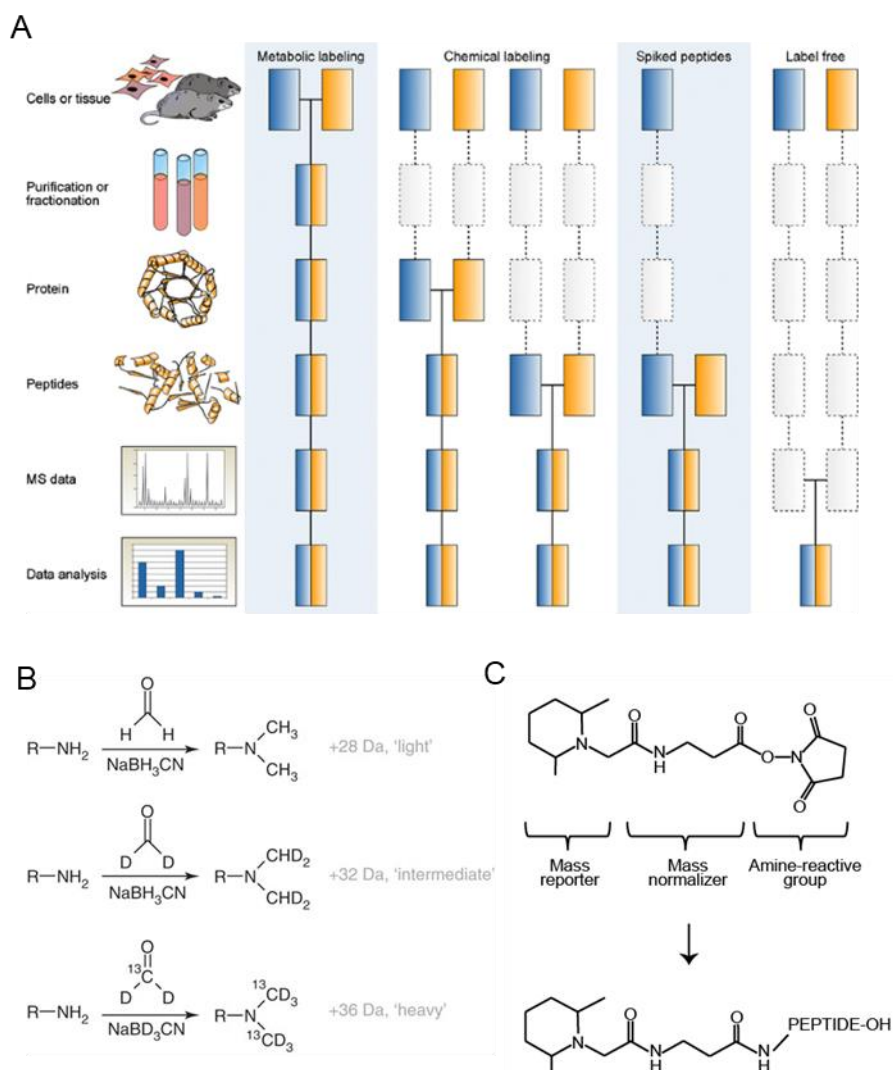 A
Metabolic labeling Chemical labeling Spiked peptides Label free
Cells or tissue
Purification or
fractionation
Protein
Peptides
MS data
Data analysis
B
O
H H
R–NH2
NaBH3CN
R–N
CH3
CH3
+28 Da, 'light'
O
D D
R–NH2
NaBH3CN
R–N
CHD2
CHD2
+32 Da, 'intermediate'
O
13C
D D
R–NH2
NaBD3CN
R–N
13CD3
13CD3
+36 Da, 'heavy'
C
O O O
N N O N
H O
Mass
reporter
Mass
normalizer
Amine-reactive
group
O O PEPTIDE-OH
N N N
H H